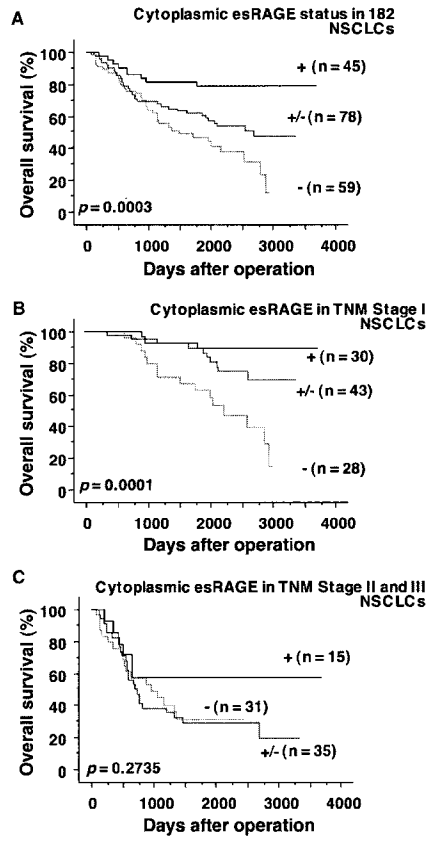 A
Cytoplasmic esRAGE status in 182
NSCLCs
Overall survival (%)
100
80
60
40
20
0
+ (n = 45)
+/- (n = 78)
- (n = 59)
p = 0.0003
0 1000 2000 3000 4000
Days after operation
B
Cytoplasmic esRAGE in TNM Stage I
NSCLCs
Overall survival (%)
100
80
60
40
20
0
+ (n = 30)
+/- (n = 43)
- (n = 28)
p = 0.0001
0 1000 2000 3000 4000
Days after operation
C
Cytoplasmic esRAGE in TNM Stage II and III
NSCLCs
Overall survival (%)
100
80
60
40
20
0
+ (n = 15)
- (n = 31)
+/- (n = 35)
p = 0.2735
0 1000 2000 3000 4000
Days after operation